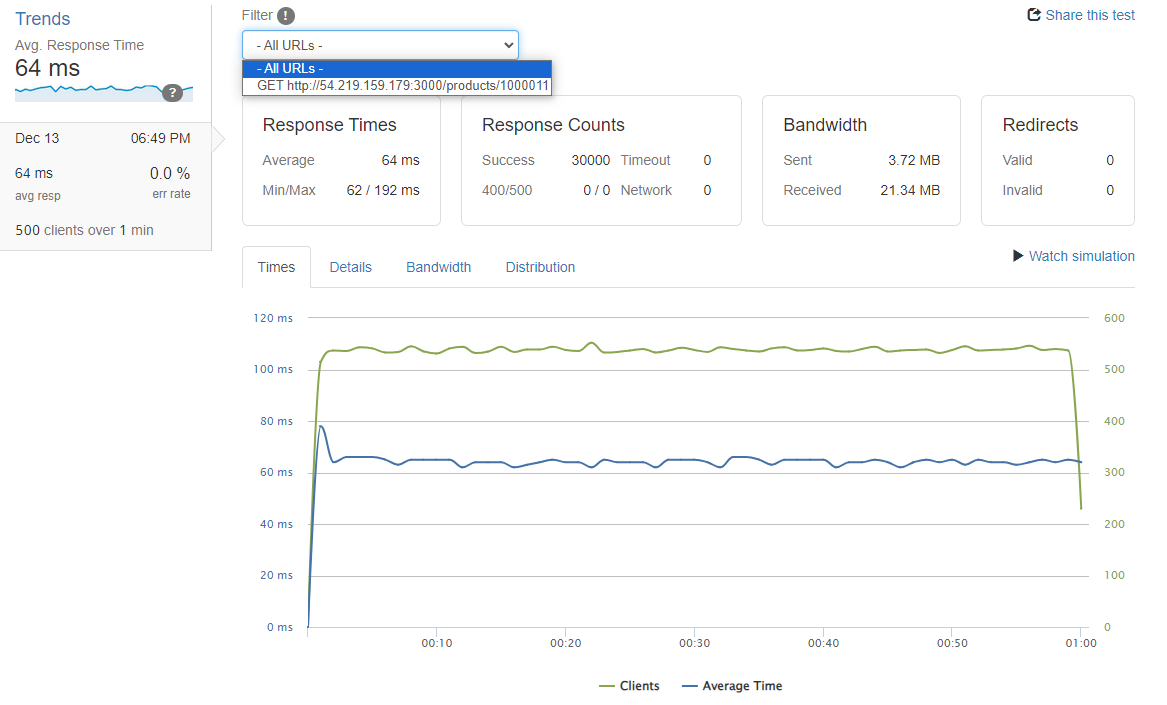 Trends
Avg. Response Time
64 ms
?
Dec 13 06:49 PM
64 ms 0.0 %
avg resp err rate
500 clients over 1 min
Filter !
Share this test
- All URLs -
- All URLs -
GET http://54.219.159.179:3000/products/1000011
Response Times
Average 64 ms
Min/Max 62 / 192 ms
Response Counts
Success 30000 Timeout 0
400/500 0 / 0 Network 0
Bandwidth
Sent 3.72 MB
Received 21.34 MB
Redirects
Valid 0
Invalid 0
Times Details Bandwidth Distribution
Watch simulation
120 ms 600
100 ms 500
80 ms 400
60 ms 300
40 ms 200
20 ms 100
0 ms 0
00:10 00:20 00:30 00:40 00:50 01:00
Clients Average Time